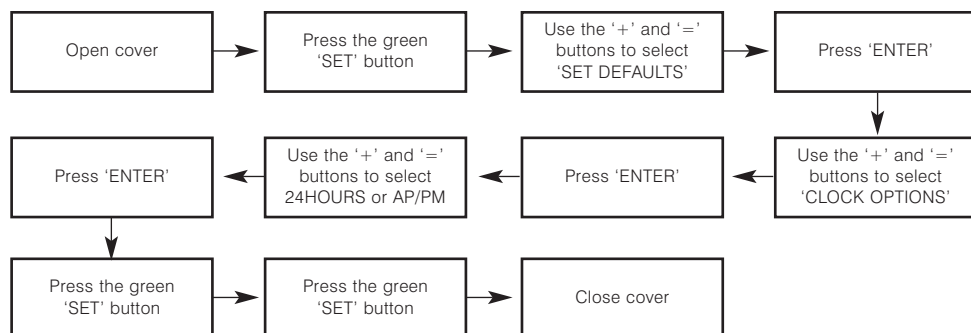 Open cover
Press the green
‘SET’ button
Use the ‘+’ and ‘=’
buttons to select
‘SET DEFAULTS’
Press ‘ENTER’
Use the ‘+’ and ‘=’
buttons to select
‘CLOCK OPTIONS’
Press ‘ENTER’
Use the ‘+’ and ‘=’
buttons to select
24HOURS or AP/PM
Press ‘ENTER’
Press the green
‘SET’ button
Press the green
‘SET’ button
Close cover